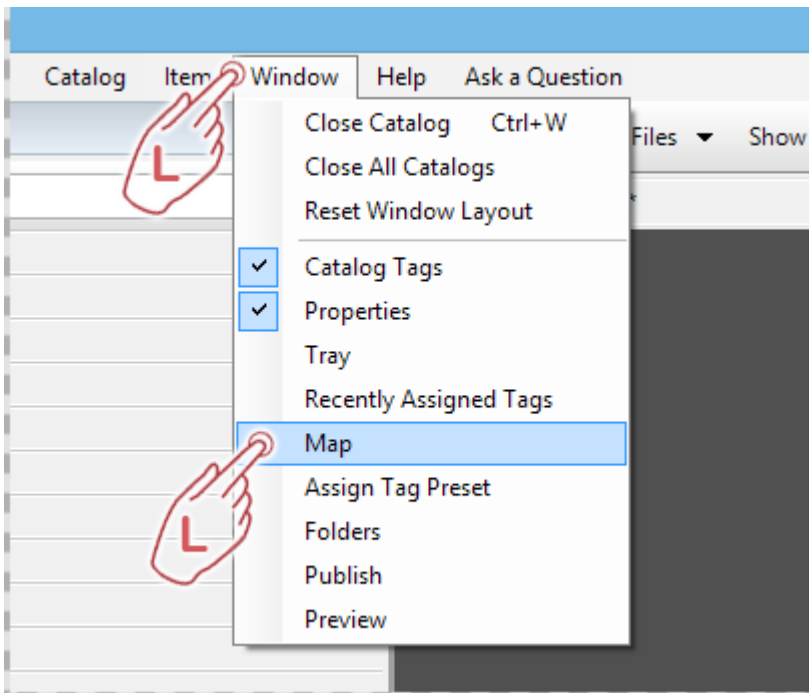 Catalog Item Window Help Ask a Question
Close Catalog Ctrl+W
Files Show
Close All Catalogs
Reset Window Layout
Catalog Tags
Properties
Tray
Recently Assigned Tags
Map
Assign Tag Preset
Folders
Publish
Preview
L
L